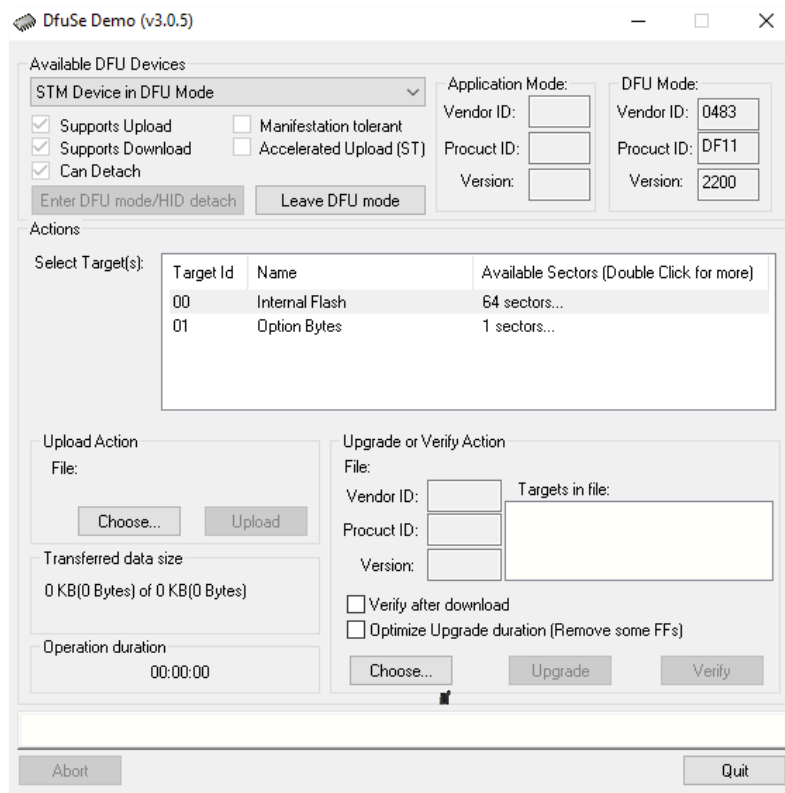 DfuSe Demo (v3.0.5)
Available DFU Devices
STM Device in DFU Mode
Supports Upload
Manifestation tolerant
Supports Download
Accelerated Upload (ST)
Can Detach
Enter DFU mode/HID detach
Leave DFU mode
Application Mode:
Vendor ID:
Procuct ID:
Version:
DFU Mode:
Vendor ID: 0483
Procuct ID: DF11
Version: 2200
Actions
Select Target(s):
Target Id Name Available Sectors (Double Click for more)
00 Internal Flash 64 sectors...
01 Option Bytes 1 sectors...
Upload Action
File:
Choose... Upload
Transferred data size
0 KB(0 Bytes) of 0 KB(0 Bytes)
Operation duration
00:00:00
Upgrade or Verify Action
File:
Vendor ID:
Procuct ID:
Version:
Targets in file:
Verify after download
Optimize Upgrade duration (Remove some FFs)
Choose... Upgrade Verify
Abort Quit